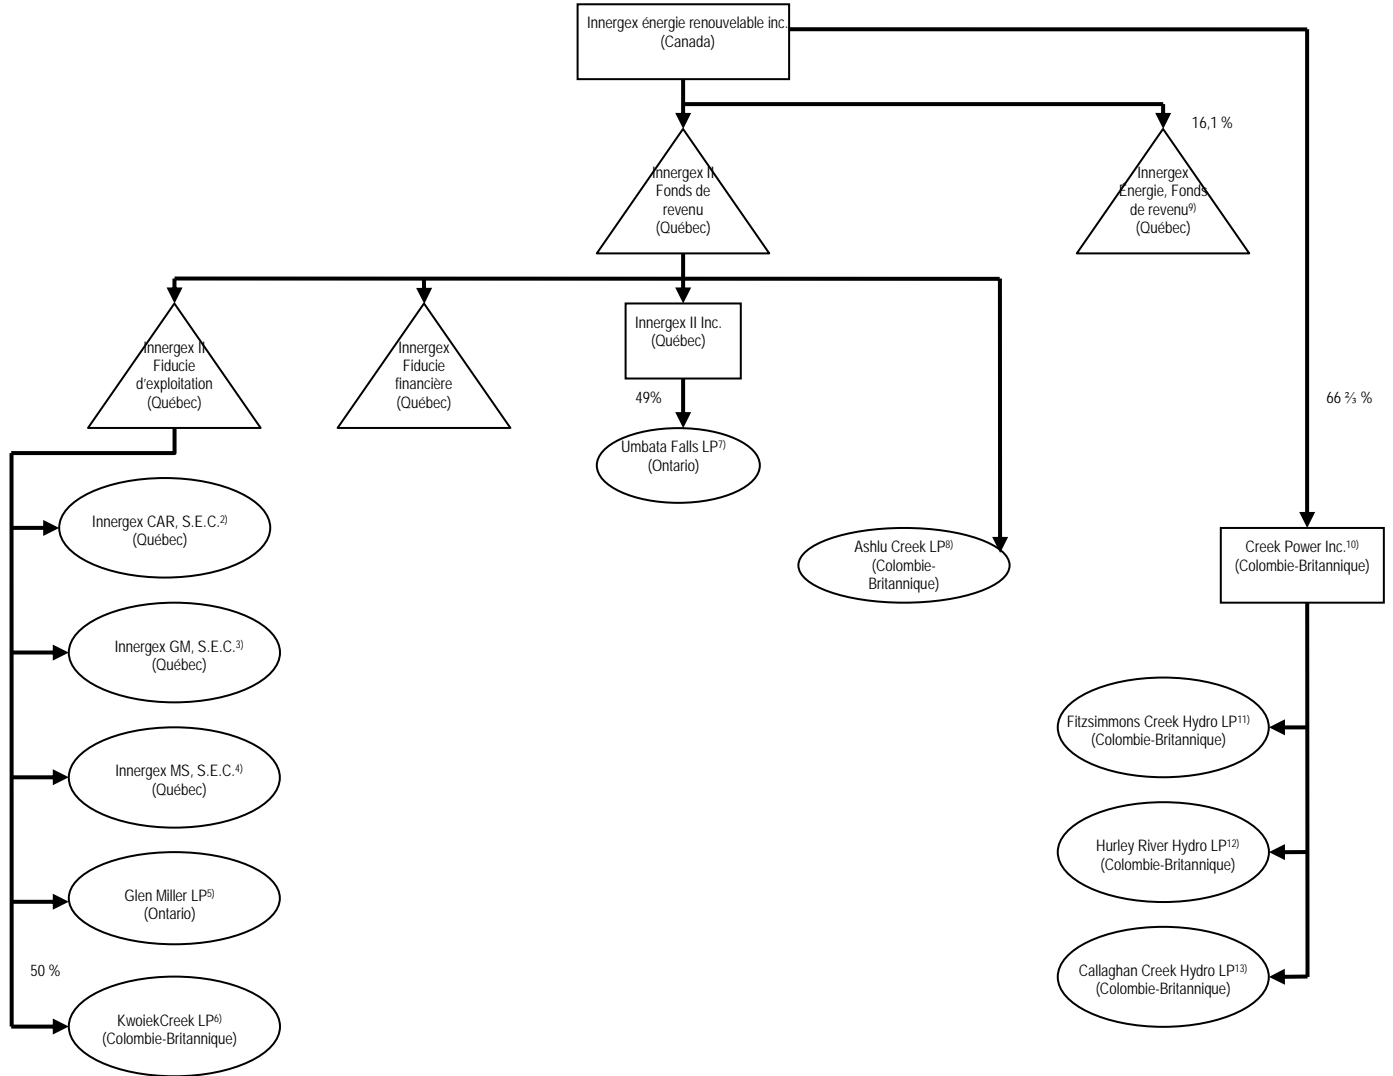 Innergex énergie renouvelable inc.
(Canada)
16,1 %
Innergex II
Fonds de
revenu
(Québec)
Innergex
Énergie, Fonds
de revenu9)
(Québec)
Innergex II
Fiducie
d'exploitation
(Québec)
Innergex
Fiducie
financière
(Québec)
Innergex II Inc.
(Québec)
49%
66 ⅔ %
Umbata Falls LP7)
(Ontario)
Innergex CAR, S.E.C.2)
(Québec)
Ashlu Creek LP8)
(Colombie-
Britannique)
Creek Power Inc.10)
(Colombie-Britannique)
Innergex GM, S.E.C.3)
(Québec)
Fitzsimmons Creek Hydro LP11)
(Colombie-Britannique)
Innergex MS, S.E.C.4)
(Québec)
Hurley River Hydro LP12)
(Colombie-Britannique)
Glen Miller LP5)
(Ontario)
50 %
Callaghan Creek Hydro LP13)
(Colombie-Britannique)
KwoiekCreek LP6)
(Colombie-Britannique)